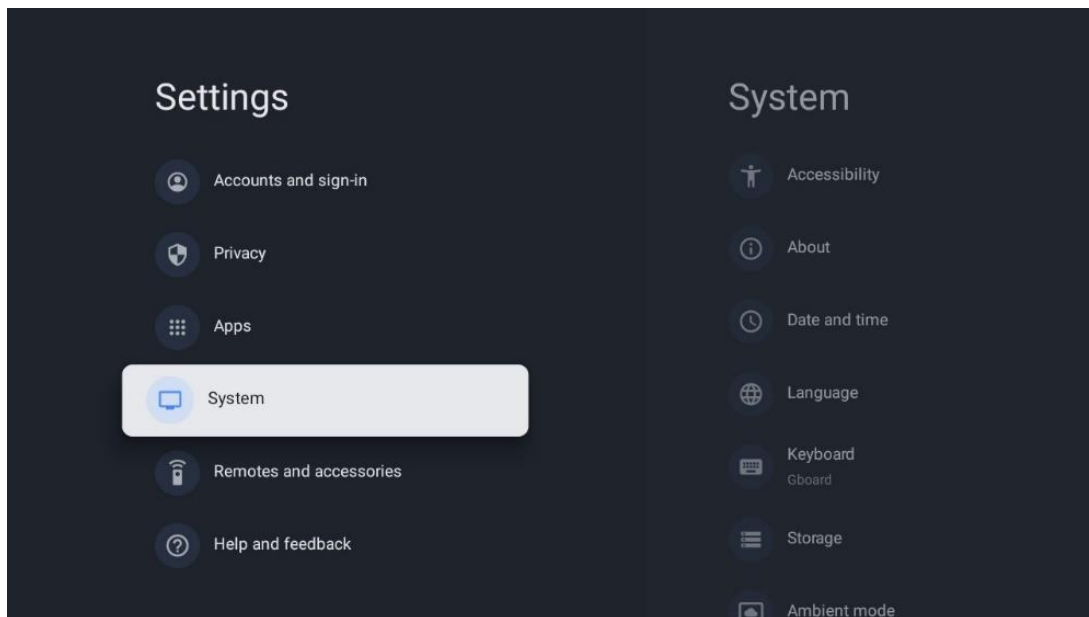 Settings
Accounts and sign-in
Privacy
Apps
System
Remotes and accessories
Help and feedback
System
Accessibility
About
Date and time
Language
Keyboard
Gboard
Storage
Ambient mode